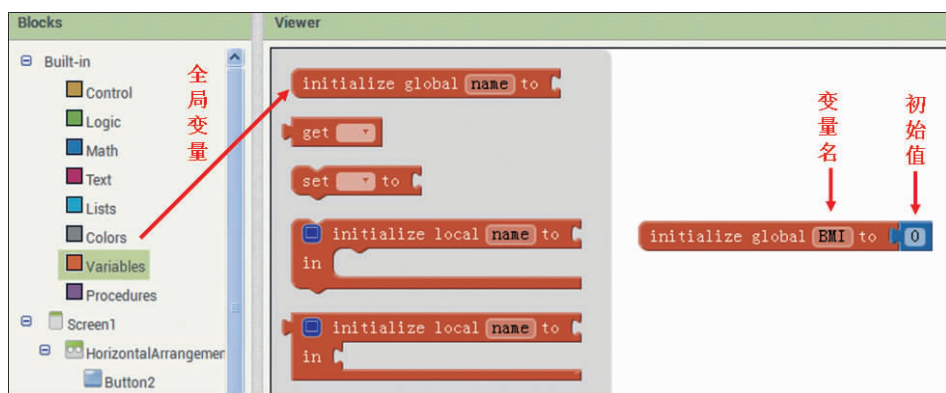 Blocks
Viewer
Built-in
Control
Logic
Math
Text
Lists
Colors
Variables
Procedures
Screen1
HorizontalArrangemen
Button2
全局变量
initialize global name to
get
set to
initialize local name to
in
initialize local name to
in
变量名
初始值
initialize global BMI to 0